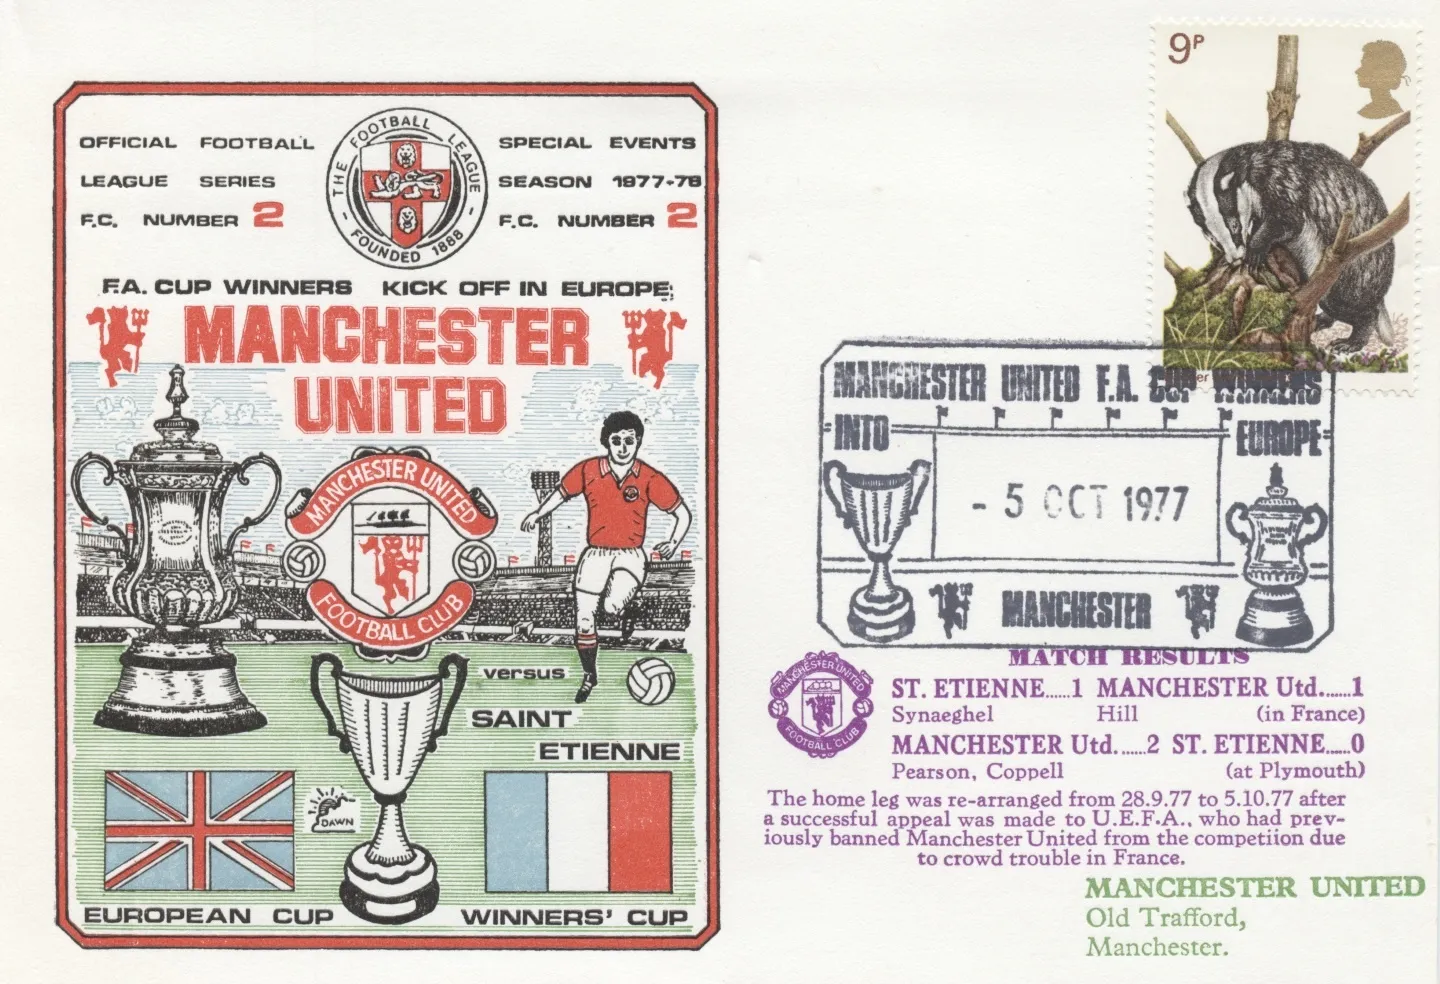 OFFICIAL FOOTBALL
LEAGUE SERIES
F.C. NUMBER 2
THE FOOTBALL LEAGUE
- FOUNDED 1888 -
SPECIAL EVENTS
SEASON 1977-78
F.C. NUMBER 2
F.A. CUP WINNERS KICK OFF IN EUROPE;
MANCHESTER
UNITED
MANCHESTER UNITED
FOOTBALL CLUB
versus
SAINT
ETIENNE
DAWN
EUROPEAN CUP WINNERS' CUP
9P
MANCHESTER UNITED F.A. CUP WINNERS
INTO EUROPE
- 5 OCT 1977
MANCHESTER
MATCH RESULTS
MANCHESTER UNITED
FOOTBALL CLUB
ST. ETIENNE.....1 MANCHESTER Utd......1
Synaeghel Hill (in France)
MANCHESTER Utd......2 ST. ETIENNE.....0
Pearson, Coppell (at Plymouth)
The home leg was re-arranged from 28.9.77 to 5.10.77 after
a successful appeal was made to U.E.F.A., who had prev-
iously banned Manchester United from the competiion due
to crowd trouble in France.
MANCHESTER UNITED
Old Trafford,
Manchester.